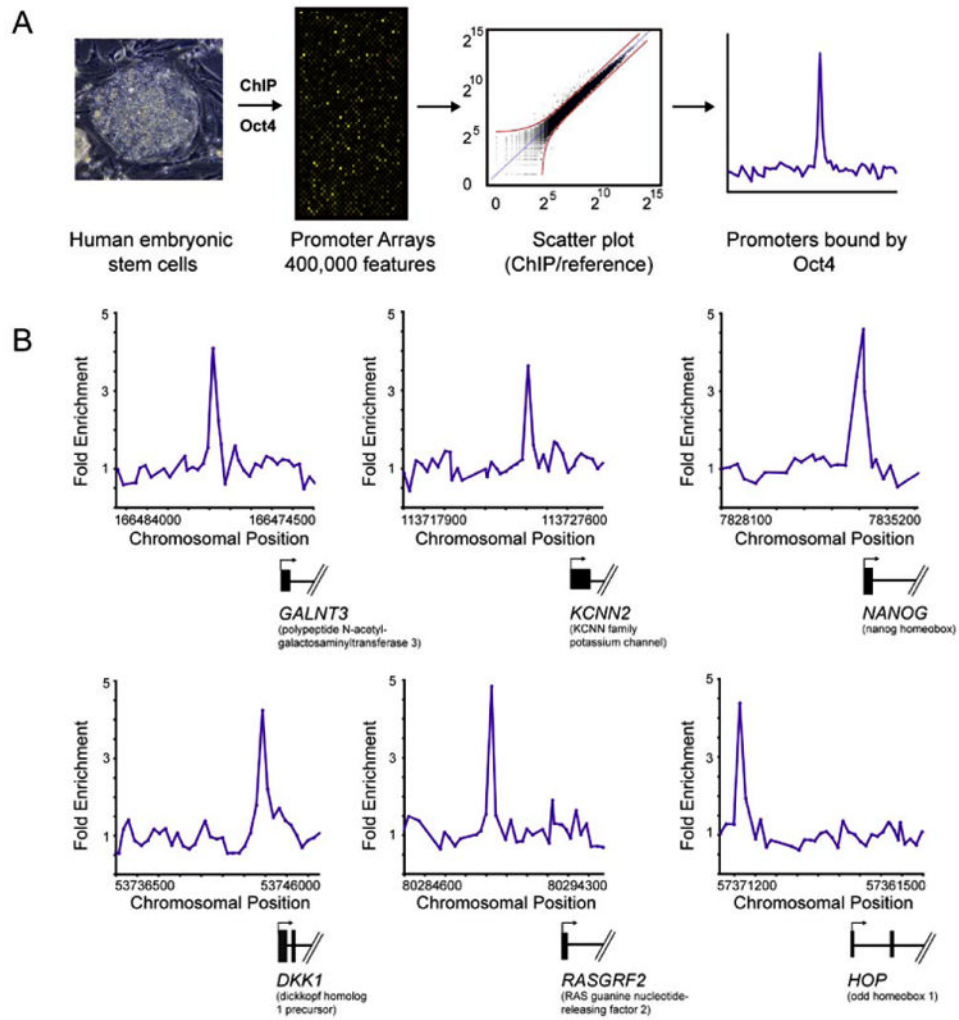 A
ChIP
Oct4
2^15
2^10
2^5
0
0 2^5 2^10 2^15
Human embryonic
stem cells
Promoter Arrays
400,000 features
Scatter plot
(ChIP/reference)
Promoters bound by
Oct4
B
Fold Enrichment
5
3
1
166484000 166474500
Chromosomal Position
GALNT3
(polypeptide N-acetyl-
galactosaminyltransferase 3)
Fold Enrichment
5
3
1
113717900 113727600
Chromosomal Position
KCNN2
(KCNN family
potassium channel)
Fold Enrichment
5
3
1
7828100 7835200
Chromosomal Position
NANOG
(nanog homeobox)
Fold Enrichment
5
3
1
53736500 53746000
Chromosomal Position
DKK1
(dickkopf homolog
1 precursor)
Fold Enrichment
5
3
1
80284600 80294300
Chromosomal Position
RASGRF2
(RAS guanine nucleotide-
releasing factor 2)
Fold Enrichment
5
3
1
57371200 57361500
Chromosomal Position
HOP
(odd homeobox 1)